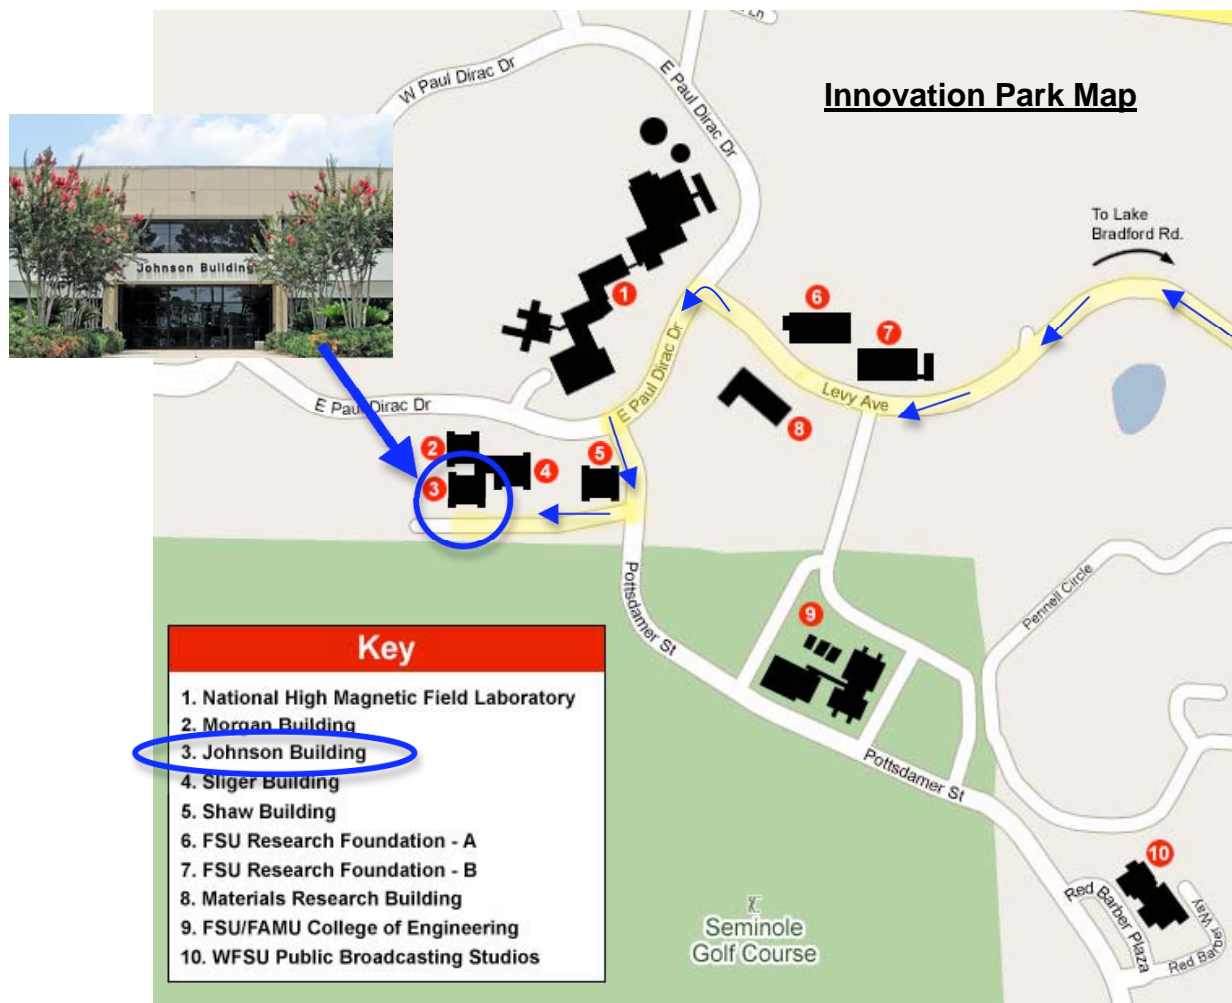 Ln
W Paul Dirac Dr
E Paul Dirac Dr
Innovation Park Map
To Lake
Bradford Rd.
Johnson Building
1
6
7
E Paul Dirac Dr
Levy Ave
E Paul Dirac Dr
8
2
5
4
3
Pennell Circle
Pottsdamer St
9
Key
1. National High Magnetic Field Laboratory
2. Morgan Building
3. Johnson Building
4. Sliger Building
5. Shaw Building
6. FSU Research Foundation - A
7. FSU Research Foundation - B
8. Materials Research Building
9. FSU/FAMU College of Engineering
10. WFSU Public Broadcasting Studios
Pottsdamer St
10
Red Barber Plaza
Red Barber Way
Seminole
Golf Course